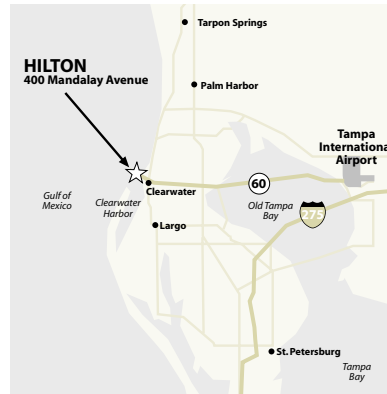 Tarpon Springs
HILTON
400 Mandalay Avenue
Palm Harbor
Tampa
International
Airport
60
Clearwater
Gulf of
Mexico
Clearwater
Harbor
Old Tampa
Bay
275
Largo
St. Petersburg
Tampa
Bay